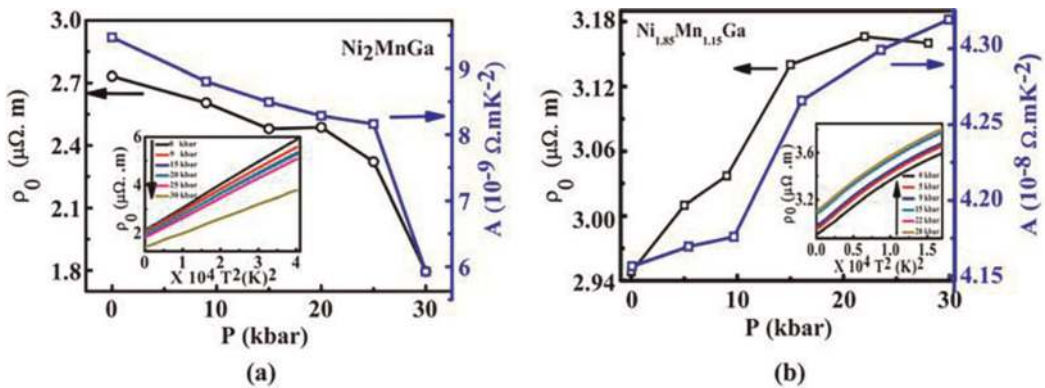 3.0
2.7
2.4
2.1
1.8
ρ0 (μΩ. m)
Ni2MnGa
9
8
7
6
A (10-9 Ω.mK-2)
6
4
2
ρ0 (μΩ .m)
0 kbar
9 kbar
15 kbar
20 kbar
25 kbar
30 kbar
0 1 2 3 4
X 104 T2(K)2
0 10 20 30
P (kbar)
(a)
3.18
3.12
3.06
3.00
2.94
ρ0 (μΩ. m)
Ni1.85Mn1.15Ga
4.30
4.25
4.20
4.15
A (10-8 Ω.mK-2)
3.6
3.2
ρ0 (μΩ .m)
0 kbar
5 kbar
9 kbar
15 kbar
22 kbar
28 kbar
0.0 0.5 1.0 1.5
X 104 T2(K)2
0 10 20 30
P (kbar)
(b)